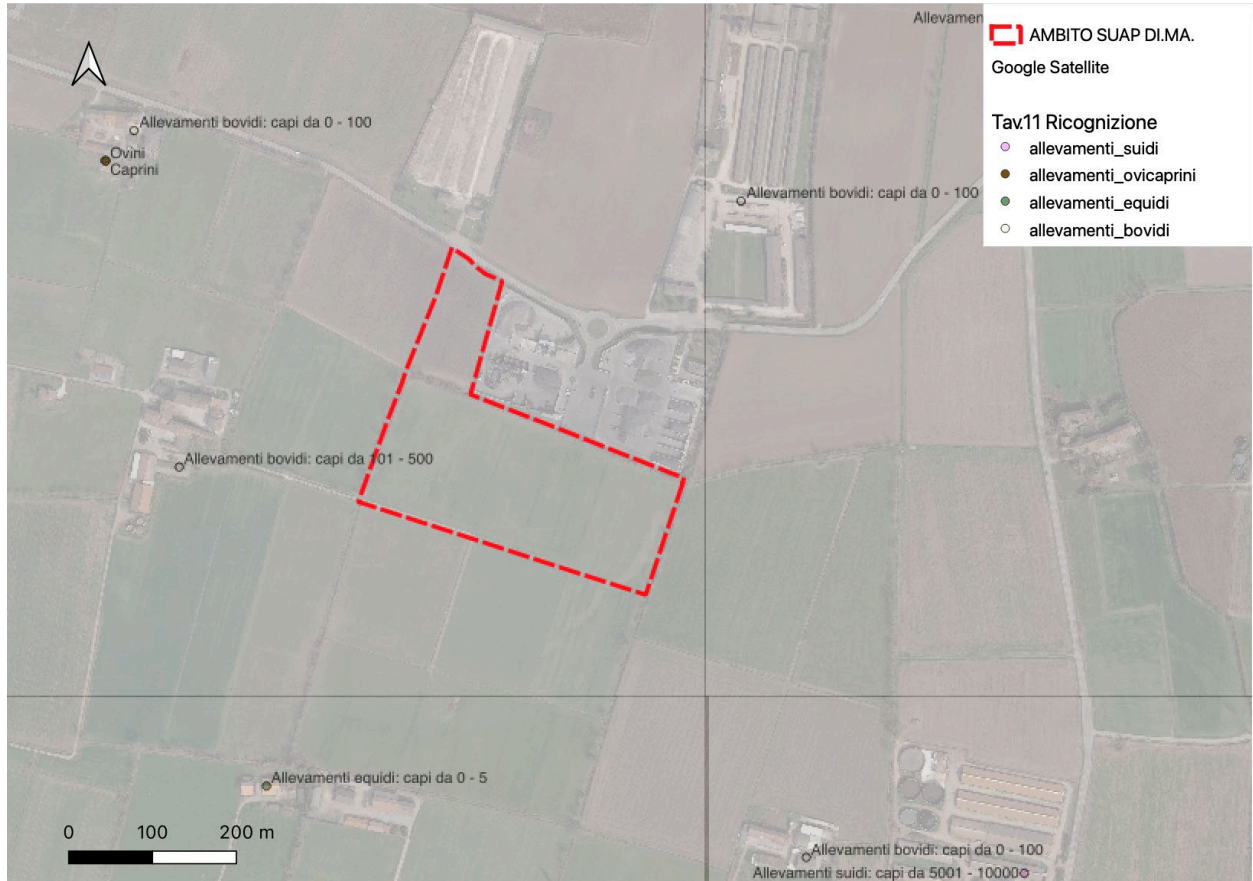 Allevamen
AMBITO SUAP DI.MA.
Google Satellite
Tav.11 Ricognizione
allevamenti_suidi
allevamenti_ovicaprini
allevamenti_equidi
allevamenti_bovidi
Allevamenti bovidi: capi da 0 - 100
Ovini
Caprini
Allevamenti bovidi: capi da 0 - 100
Allevamenti bovidi: capi da 101 - 500
Allevamenti equidi: capi da 0 - 5
0 100 200 m
Allevamenti bovidi: capi da 0 - 100
Allevamenti suidi: capi da 5001 - 10000